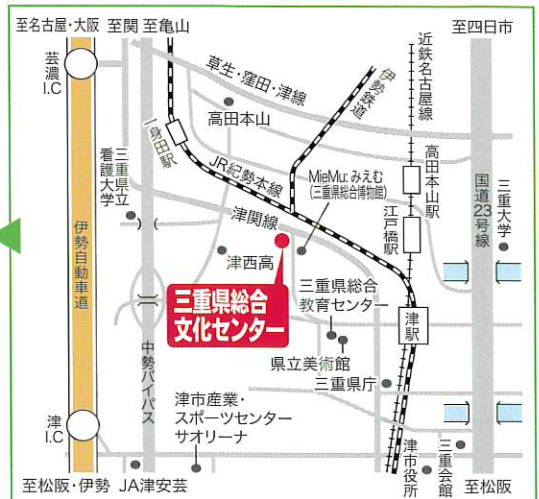 至名古屋・大阪
至関
至亀山
至四日市
芸濃
I.C
草生・窪田・津線
伊勢鉄道
近鉄名古屋線
高田本山
一身田駅
三重県立
看護大学
JR紀勢本線
MieMu:みえむ
(三重県総合博物館)
高田本山駅
江戸橋駅
国道23号線
三重大学
伊勢自動車道
津関線
津西高
三重県総合
文化センター
三重県総合
教育センター
津駅
県立美術館
三重県庁
中勢バイパス
津市産業・
スポーツセンター
サオリーナ
津
I.C
津市役所
三重会館
至松阪・伊勢
JA津安芸
至松阪